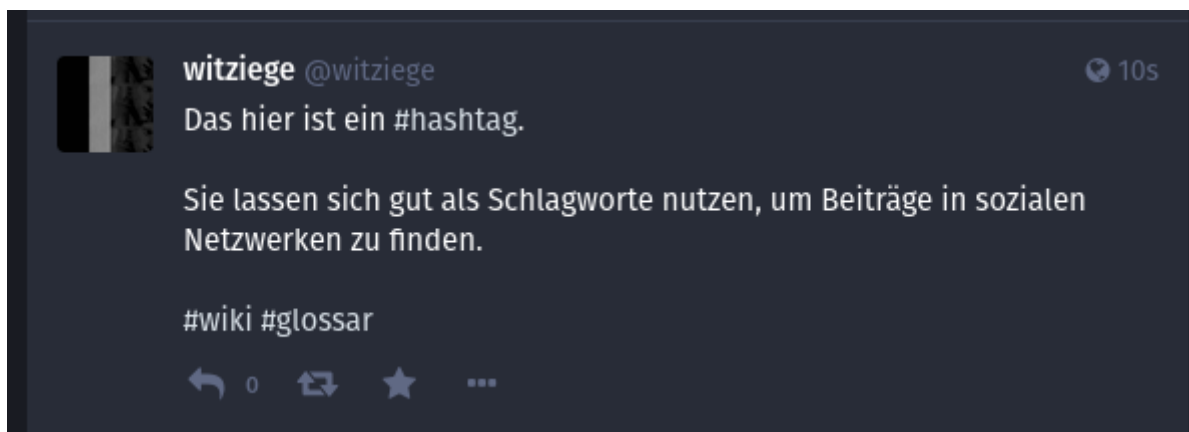 witziege @witziege 10s
Das hier ist ein #hashtag.
Sie lassen sich gut als Schlagworte nutzen, um Beiträge in sozialen
Netzwerken zu finden.
#wiki #glossar
0